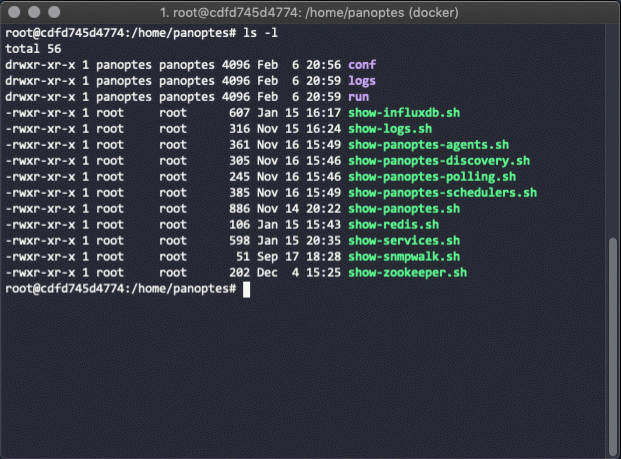 1. root@cdfd745d4774: /home/panoptes (docker)
root@cdfd745d4774:/home/panoptes# ls -l
total 56
drwxr-xr-x 1 panoptes panoptes 4096 Feb  6 20:56 conf
drwxr-xr-x 1 panoptes panoptes 4096 Feb  6 20:59 logs
drwxr-xr-x 1 panoptes panoptes 4096 Feb  6 20:59 run
-rwxr-xr-x 1 root     root      607 Jan 15 16:17 show-influxdb.sh
-rwxr-xr-x 1 root     root      316 Nov 15 16:24 show-logs.sh
-rwxr-xr-x 1 root     root      361 Nov 16 15:49 show-panoptes-agents.sh
-rwxr-xr-x 1 root     root      305 Nov 16 15:46 show-panoptes-discovery.sh
-rwxr-xr-x 1 root     root      245 Nov 16 15:46 show-panoptes-polling.sh
-rwxr-xr-x 1 root     root      385 Nov 16 15:49 show-panoptes-schedulers.sh
-rwxr-xr-x 1 root     root      886 Nov 14 20:22 show-panoptes.sh
-rwxr-xr-x 1 root     root      106 Jan 15 15:43 show-redis.sh
-rwxr-xr-x 1 root     root      598 Jan 15 20:35 show-services.sh
-rwxr-xr-x 1 root     root       51 Sep 17 18:28 show-snmpwalk.sh
-rwxr-xr-x 1 root     root      202 Dec  4 15:25 show-zookeeper.sh
root@cdfd745d4774:/home/panoptes#